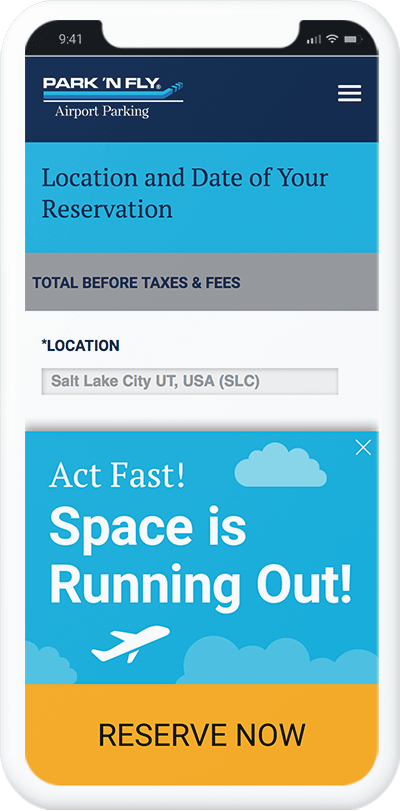 9:41
PARK 'N FLY®
Airport Parking
Location and Date of Your
Reservation
TOTAL BEFORE TAXES & FEES
*LOCATION
Salt Lake City UT, USA (SLC)
Act Fast!
Space is
Running Out!
RESERVE NOW